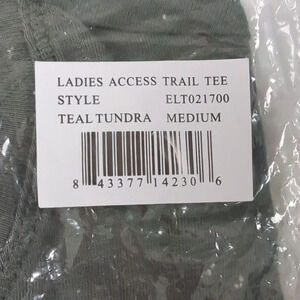 LADIES ACCESS TRAIL TEE
STYLE ELT021700
TEAL TUNDRA MEDIUM
8 43377 14230 6